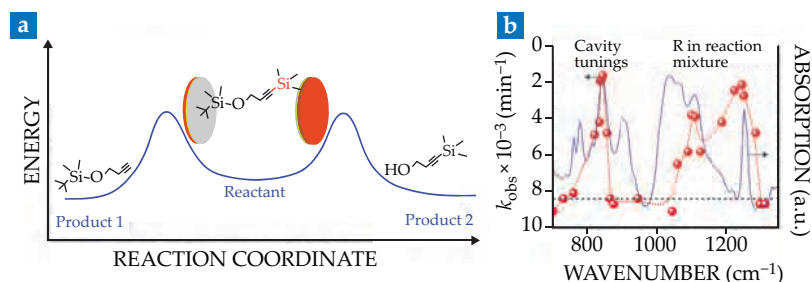 a
ENERGY
Si
O
Si
Si
O
HO
Si
Product 1
Reactant
Product 2
REACTION COORDINATE
b
Cavity
tunings
R in reaction
mixture
0
2
4
6
8
10
k_obs × 10⁻³ (min⁻¹)
ABSORPTION (a.u.)
800
1000
1200
WAVENUMBER (cm⁻¹)